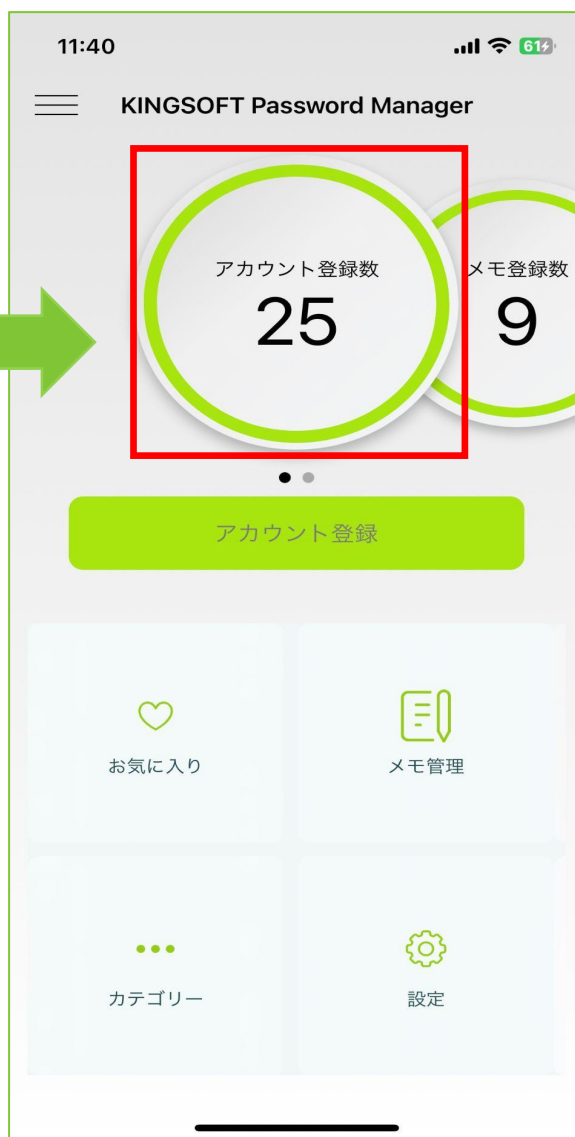 11:40
61
KINGSOFT Password Manager
アカウント登録数
25
メモ登録数
9
アカウント登録
お気に入り
メモ管理
カテゴリー
設定